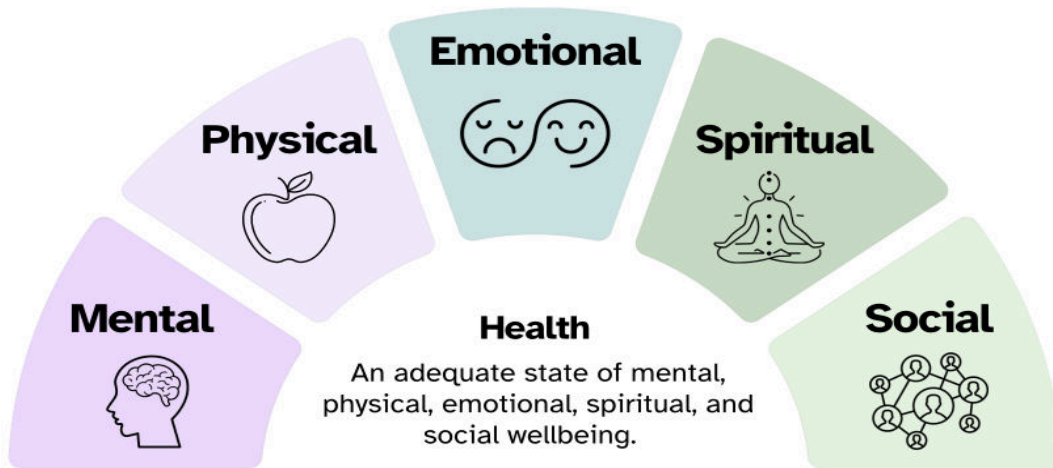 Emotional
Physical
Spiritual
Mental
Social
Health
An adequate state of mental,
physical, emotional, spiritual, and
social wellbeing.